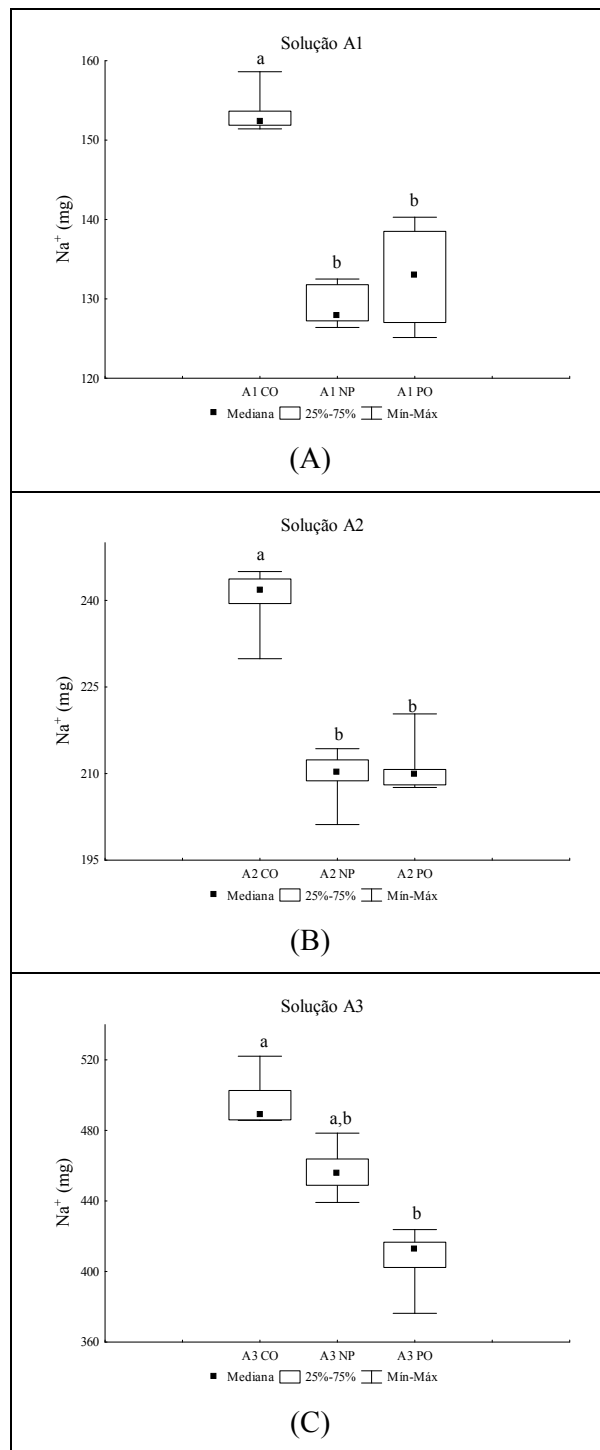 Solução A1
160
a
150
140
b
b
130
120
Na⁺ (mg)
A1 CO A1 NP A1 PO
Mediana 25%-75% Mín-Máx
(A)
Solução A2
a
240
225
b
b
210
195
Na⁺ (mg)
A2 CO A2 NP A2 PO
Mediana 25%-75% Mín-Máx
(B)
Solução A3
520
a
480
a,b
440
b
400
360
Na⁺ (mg)
A3 CO A3 NP A3 PO
Mediana 25%-75% Mín-Máx
(C)